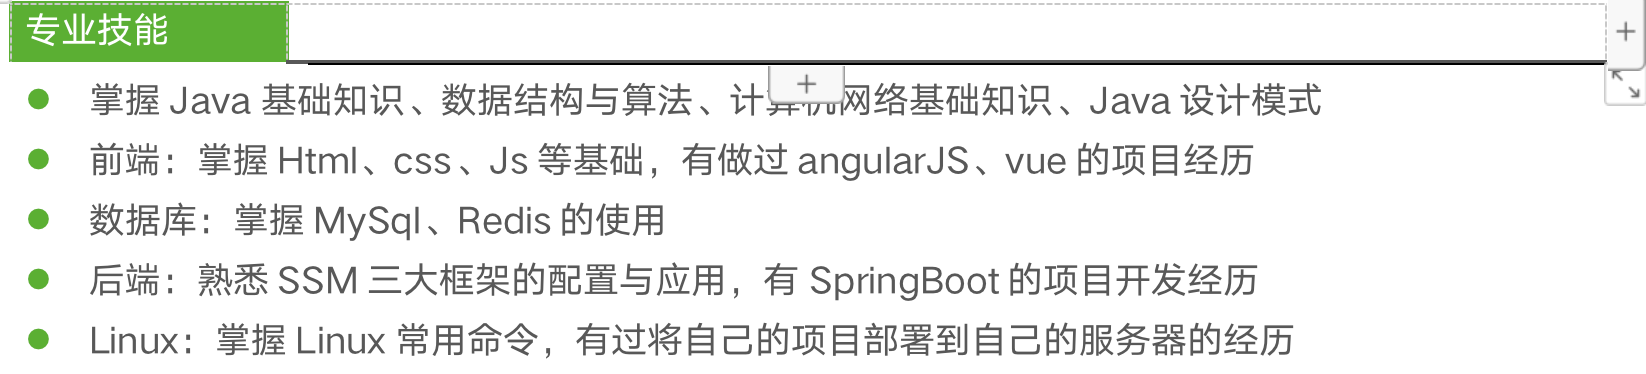 专业技能
掌握 Java 基础知识、数据结构与算法、计算机网络基础知识、Java 设计模式
前端：掌握 Html、css、Js 等基础，有做过 angularJS、vue 的项目经历
数据库：掌握 MySql、Redis 的使用
后端：熟悉 SSM 三大框架的配置与应用，有 SpringBoot 的项目开发经历
Linux：掌握 Linux 常用命令，有过将自己的项目部署到自己的服务器的经历